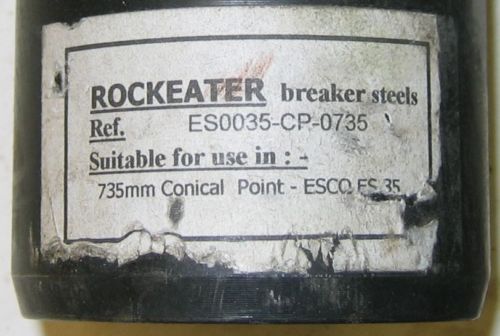 ROCKEATER breaker steels
Ref. ES0035-CP-0735
Suitable for use in : -
735mm Conical Point - ESCO ES 35